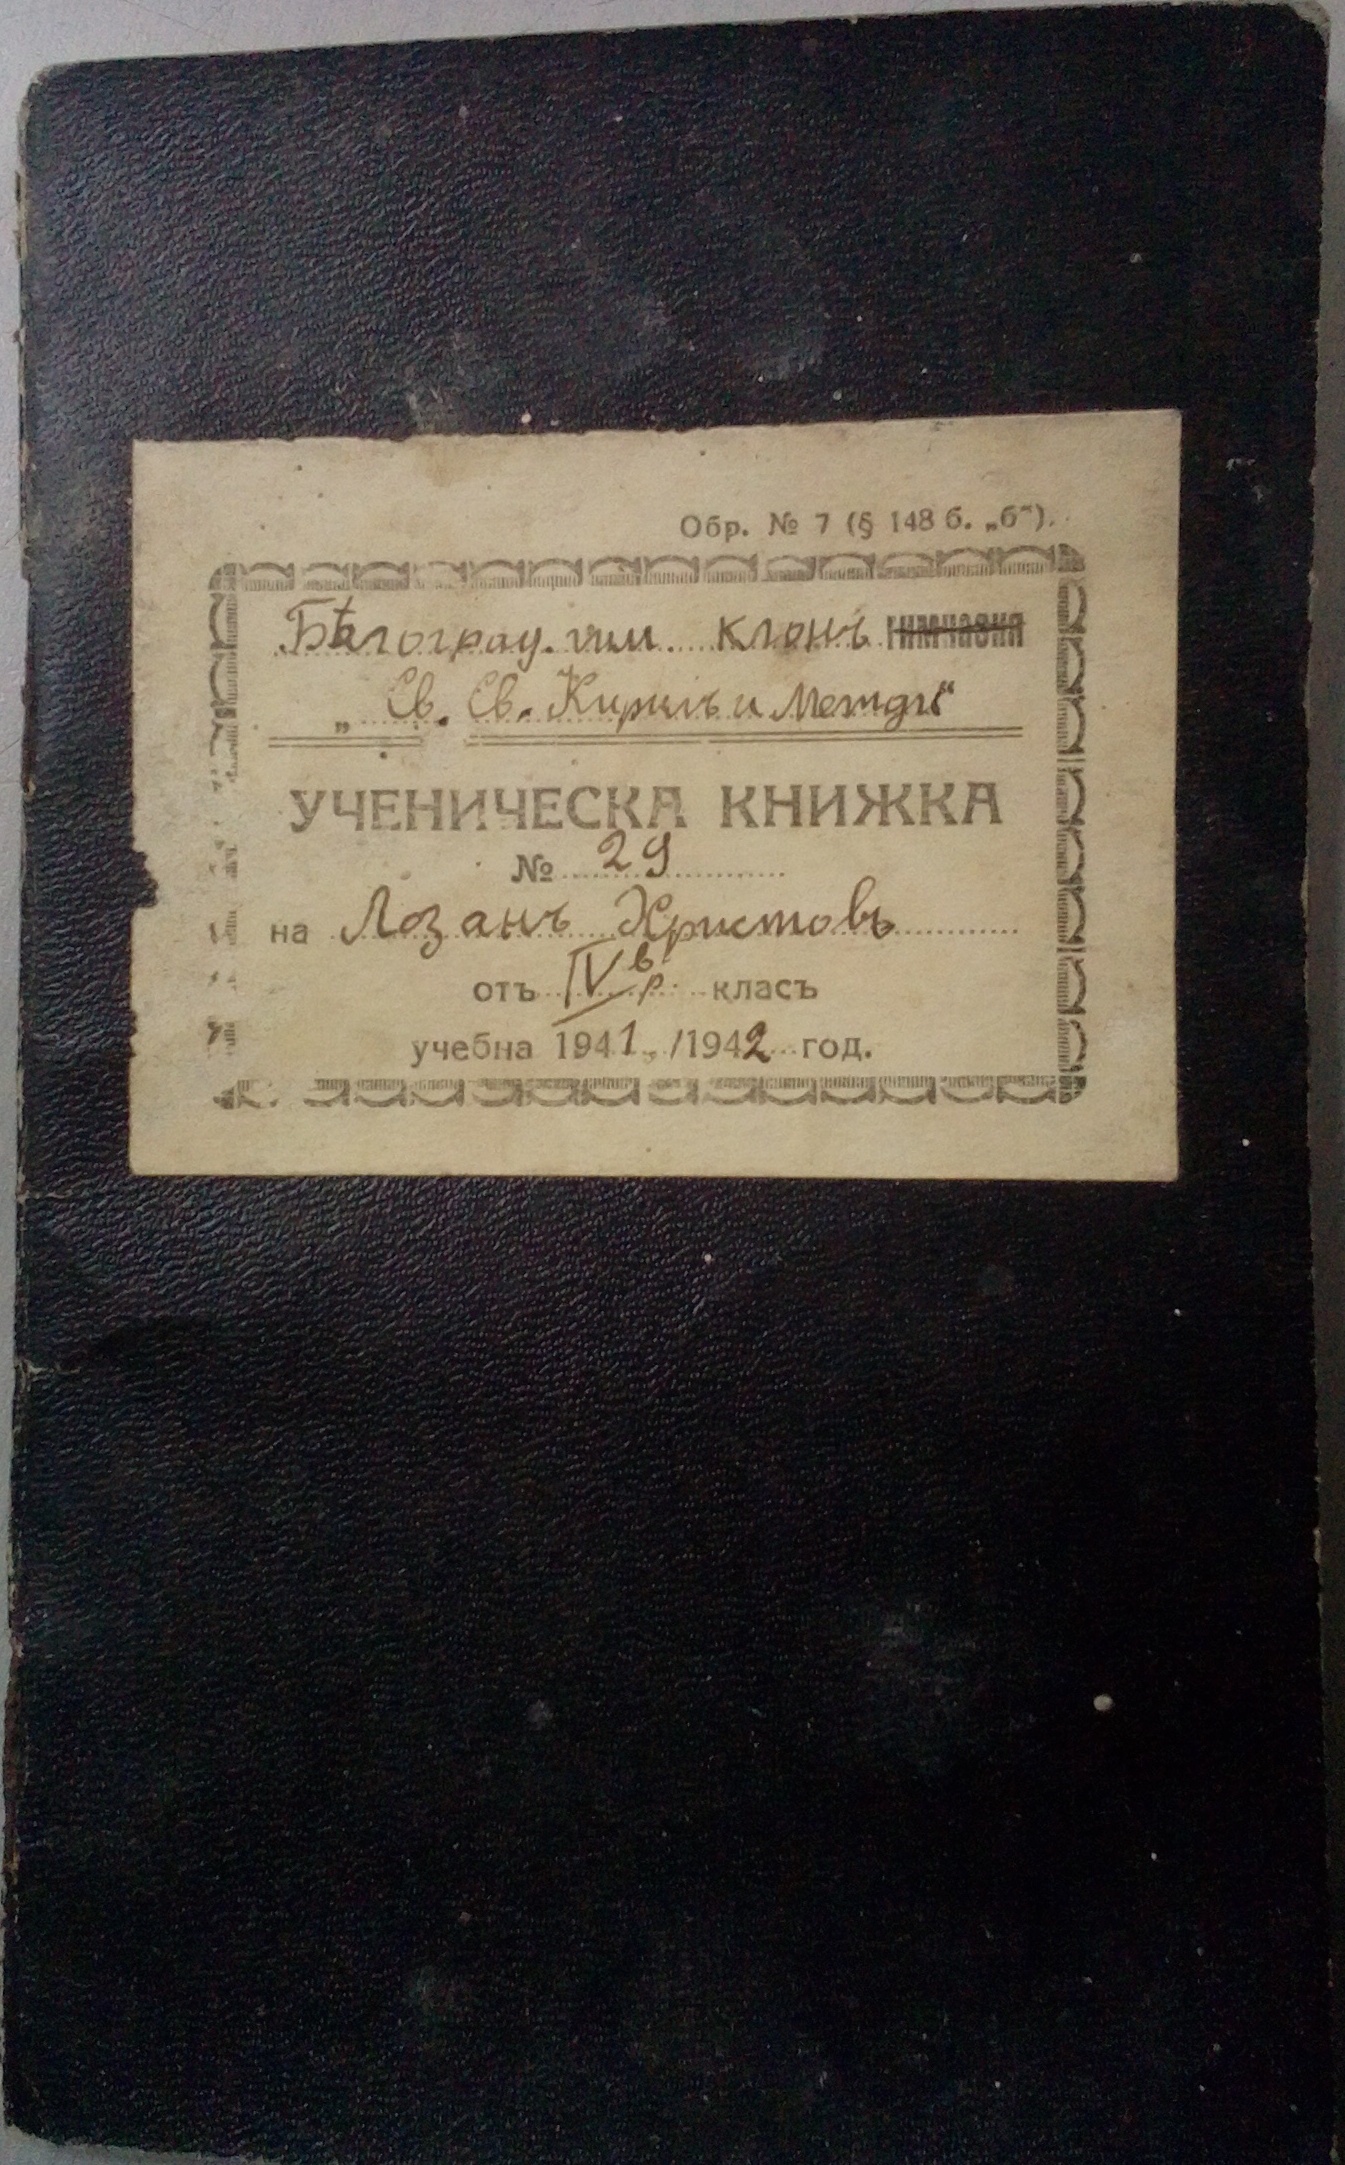 Обр. № 7 (§ 148 б. „б“).
Бѣлоград. гим. клонъ гимназия
„Св. Св. Кирилъ и Методи“
УЧЕНИЧЕСКА КНИЖКА
№ 29
на Лозанъ Христовъ
отъ IV в р. класъ
учебна 1941/1942 год.